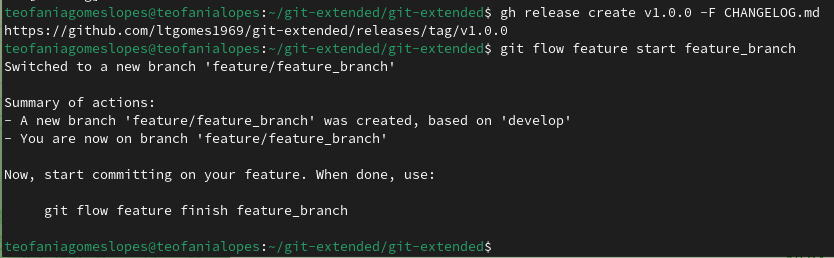 teofaniagomeslopes@teofanialopes:~/git-extended/git-extended$ gh release create v1.0.0 -F CHANGELOG.md
https://github.com/ltgomes1969/git-extended/releases/tag/v1.0.0
teofaniagomeslopes@teofanialopes:~/git-extended/git-extended$ git flow feature start feature_branch
Switched to a new branch 'feature/feature_branch'

Summary of actions:
- A new branch 'feature/feature_branch' was created, based on 'develop'
- You are now on branch 'feature/feature_branch'

Now, start committing on your feature. When done, use:

     git flow feature finish feature_branch

teofaniagomeslopes@teofanialopes:~/git-extended/git-extended$